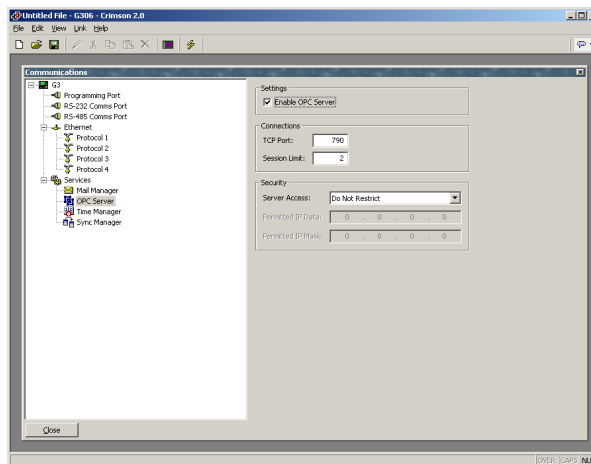 Untitled File - G306 - Crimson 2.0
File Edit View Link Help
Communications
G3
Programming Port
RS-232 Comms Port
RS-485 Comms Port
Ethernet
Protocol 1
Protocol 2
Protocol 3
Protocol 4
Services
Mail Manager
OPC Server
Time Manager
Sync Manager
Settings
Enable OPC Server
Connections
TCP Port: 790
Session Limit: 2
Security
Server Access: Do Not Restrict
Permitted IP Data: 0 . 0 . 0 . 0
Permitted IP Mask: 0 . 0 . 0 . 0
Close
OVER CAPS NU